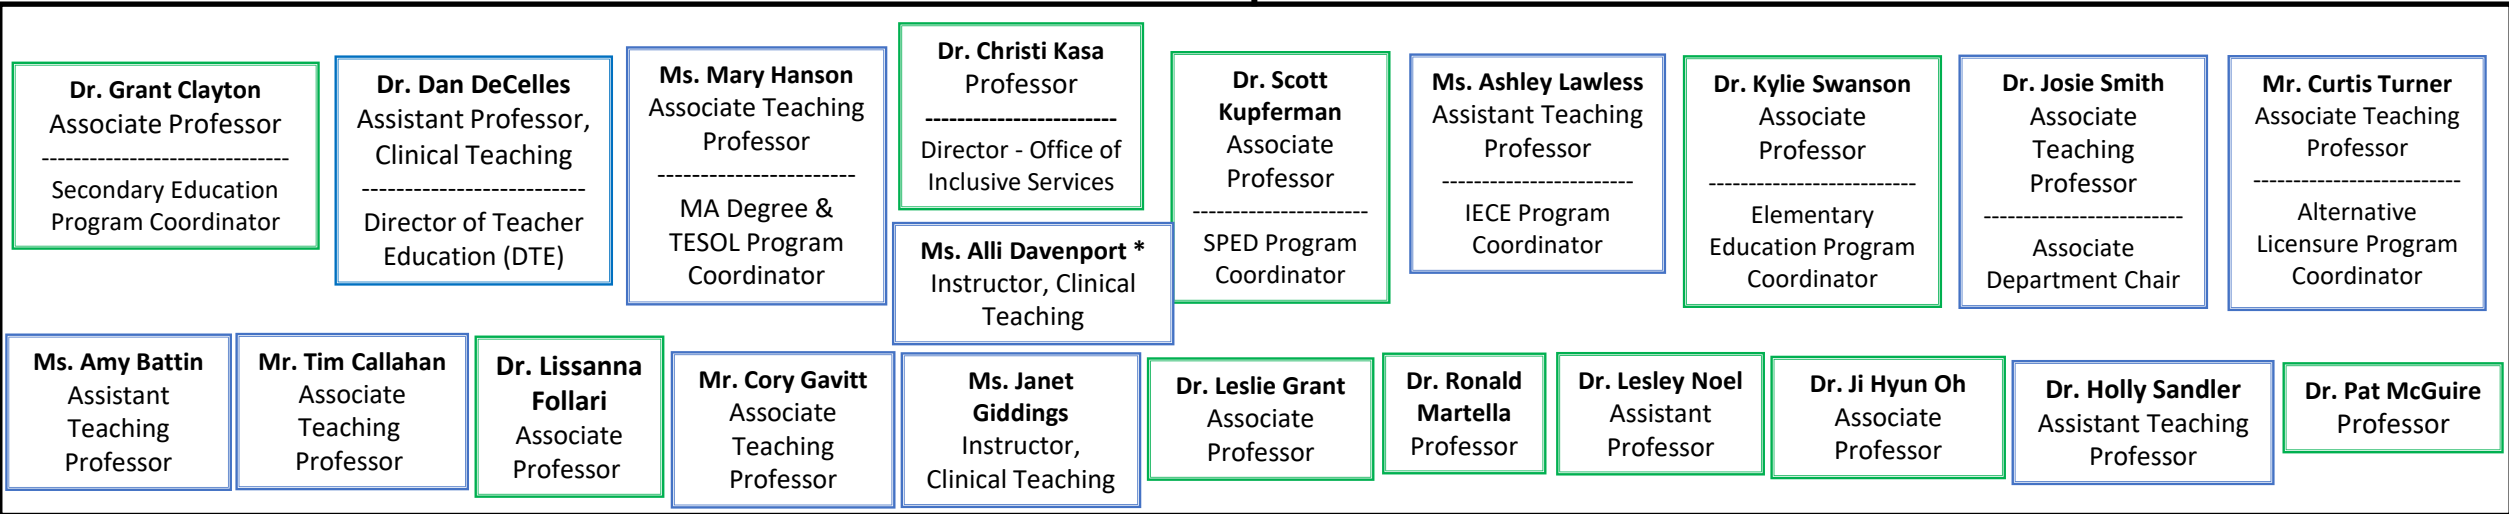 Dr. Grant Clayton
Associate Professor
-------------------------------
Secondary Education
Program Coordinator
Dr. Dan DeCelles
Assistant Professor,
Clinical Teaching
--------------------------
Director of Teacher
Education (DTE)
Ms. Mary Hanson
Associate Teaching
Professor
-----------------------
MA Degree &
TESOL Program
Coordinator
Dr. Christi Kasa
Professor
------------------------
Director - Office of
Inclusive Services
Ms. Alli Davenport *
Instructor, Clinical
Teaching
Dr. Scott
Kupferman
Associate
Professor
----------------------
SPED Program
Coordinator
Ms. Ashley Lawless
Assistant Teaching
Professor
------------------------
IECE Program
Coordinator
Dr. Kylie Swanson
Associate
Professor
--------------------------
Elementary
Education Program
Coordinator
Dr. Josie Smith
Associate
Teaching
Professor
-------------------------
Associate
Department Chair
Mr. Curtis Turner
Associate Teaching
Professor
--------------------------
Alternative
Licensure Program
Coordinator
Ms. Amy Battin
Assistant
Teaching
Professor
Mr. Tim Callahan
Associate
Teaching
Professor
Dr. Lissanna
Follari
Associate
Professor
Mr. Cory Gavitt
Associate
Teaching
Professor
Ms. Janet
Giddings
Instructor,
Clinical Teaching
Dr. Leslie Grant
Associate
Professor
Dr. Ronald
Martella
Professor
Dr. Lesley Noel
Assistant
Professor
Dr. Ji Hyun Oh
Associate
Professor
Dr. Holly Sandler
Assistant Teaching
Professor
Dr. Pat McGuire
Professor